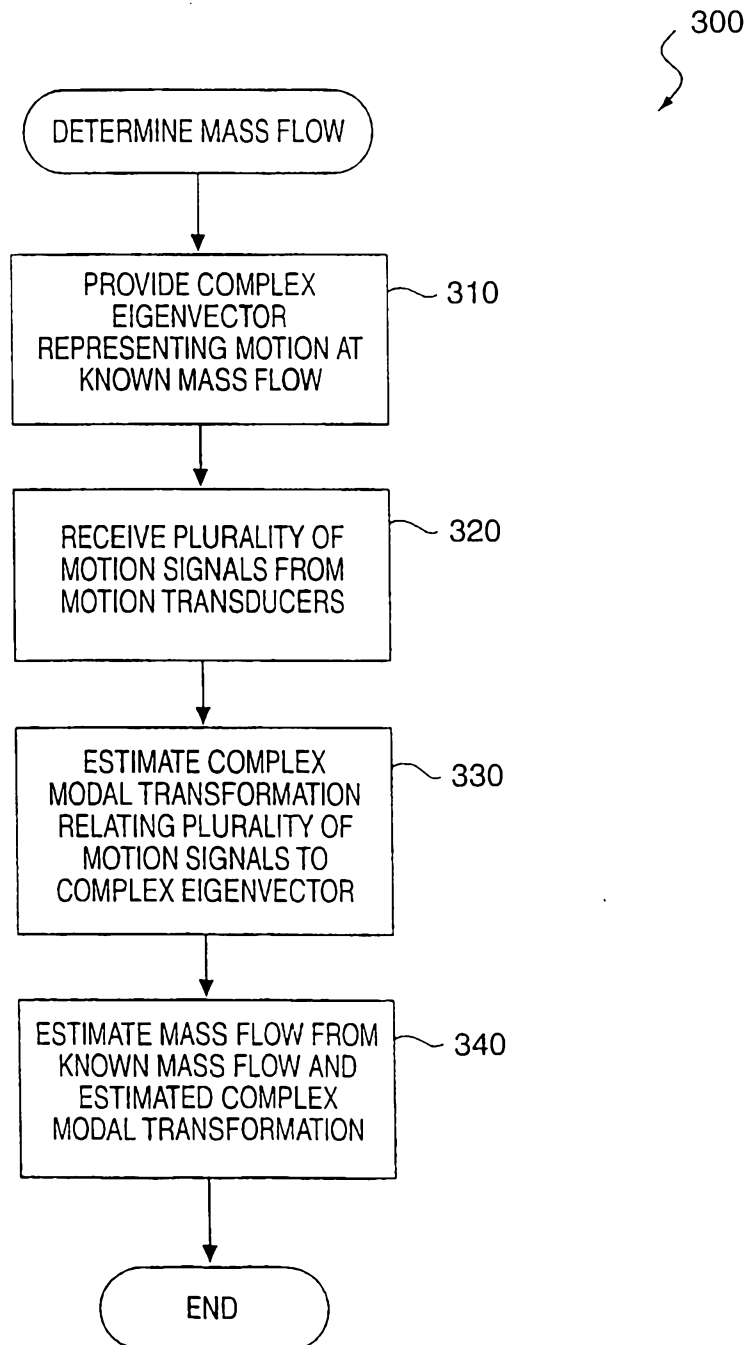 300
DETERMINE MASS FLOW
PROVIDE COMPLEX
EIGENVECTOR
REPRESENTING MOTION AT
KNOWN MASS FLOW
310
RECEIVE PLURALITY OF
MOTION SIGNALS FROM
MOTION TRANSDUCERS
320
ESTIMATE COMPLEX
MODAL TRANSFORMATION
RELATING PLURALITY OF
MOTION SIGNALS TO
COMPLEX EIGENVECTOR
330
ESTIMATE MASS FLOW FROM
KNOWN MASS FLOW AND
ESTIMATED COMPLEX
MODAL TRANSFORMATION
340
END